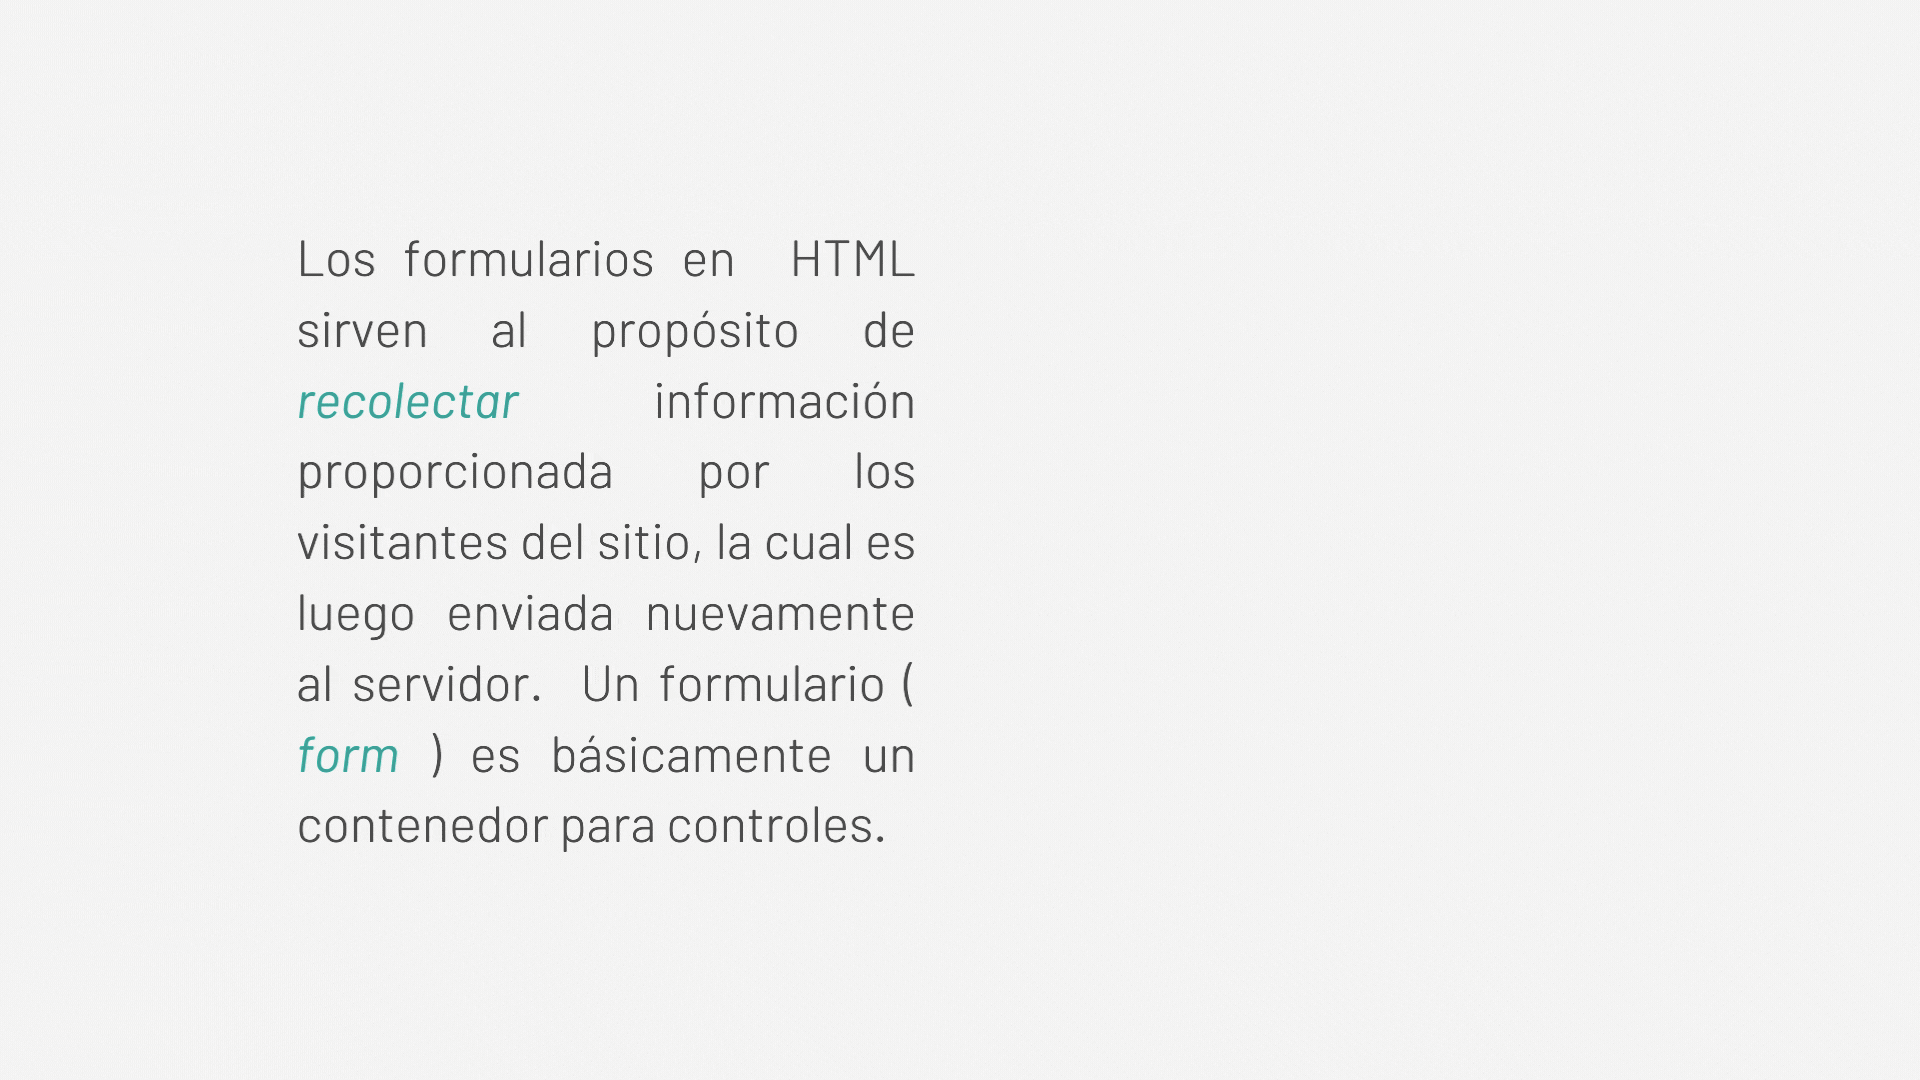 Los formularios en HTML
sirven al propósito de
recolectar información
proporcionada por los
visitantes del sitio, la cual es
luego enviada nuevamente
al servidor. Un formulario (
form ) es básicamente un
contenedor para controles.